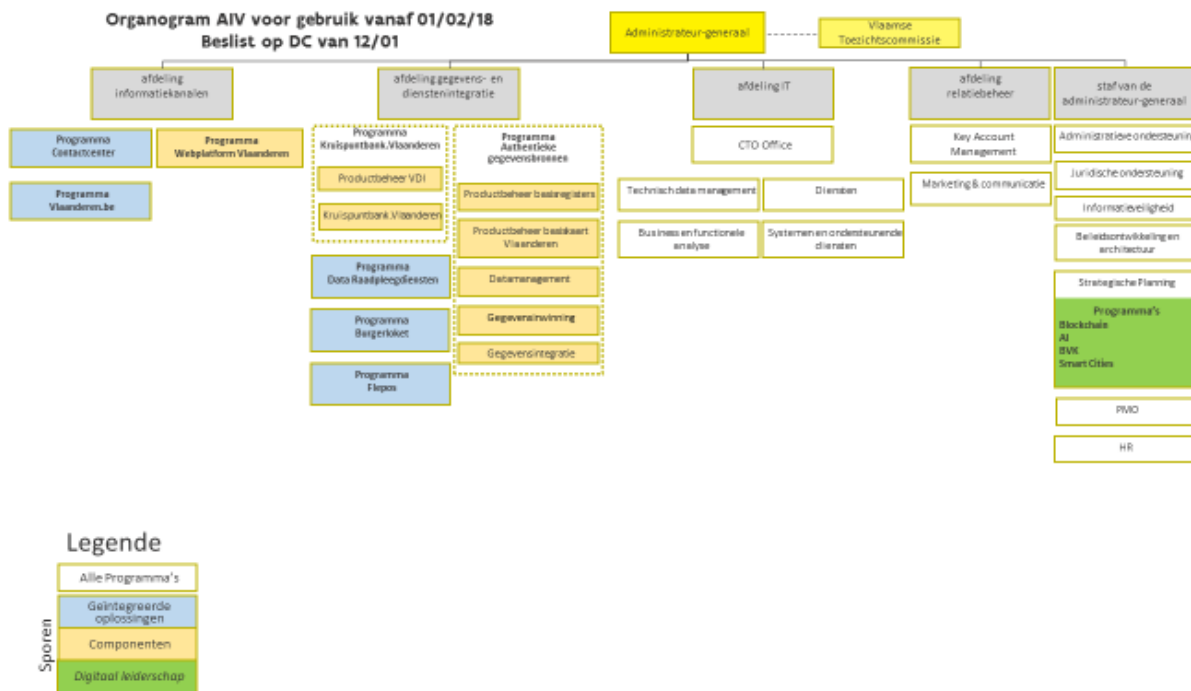 Organogram AIV voor gebruik vanaf 01/02/18
Beslist op DC van 12/01
Administrateur-generaal
Vlaamse
Toezichtscommissie
afdeling
informatiekanalen
afdeling gegevens- en
dienstenintegratie
afdeling IT
afdeling
relatiebeheer
staf van de
administrateur-generaal
Programma
Contactcenter
Programma
Webplatform Vlaanderen
Programma
Vlaanderen.be
Programma
Kruispuntbank.Vlaanderen
Productbeheer VDI
Kruispuntbank.Vlaanderen
Programma
Data Raadpleegdiensten
Programma
Burgerloket
Programma
Flepos
Programma
Authentieke
gegevensbronnen
Productbeheer basisregisters
Productbeheer basiskaart
Vlaanderen
Datamanagement
Gegevensinwinning
Gegevensintegratie
CTO Office
Technisch data management
Diensten
Business en functionele
analyse
Systemen en ondersteunende
diensten
Key Account
Management
Marketing & communicatie
Administratieve ondersteuning
Juridische ondersteuning
Informatieveiligheid
Beleidsontwikkeling en
architectuur
Strategische Planning
Programma's
Blockchain
AI
BVK
Smart Cities
PMO
HR
Legende
Sporen
Alle Programma's
Geïntegreerde
oplossingen
Componenten
Digitaal leiderschap